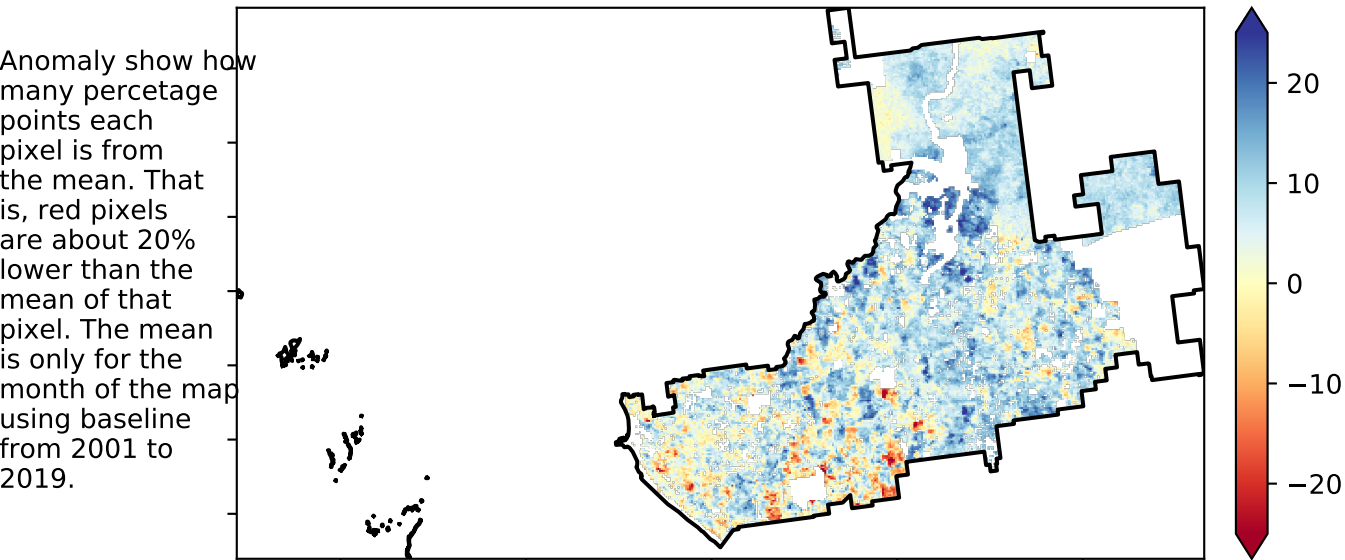 Anomaly show how
many percetage
points each
pixel is from
the mean. That
is, red pixels
are about 20%
lower than the
mean of that
pixel. The mean
is only for the
month of the map
using baseline
from 2001 to
2019.
20
10
0
−10
−20